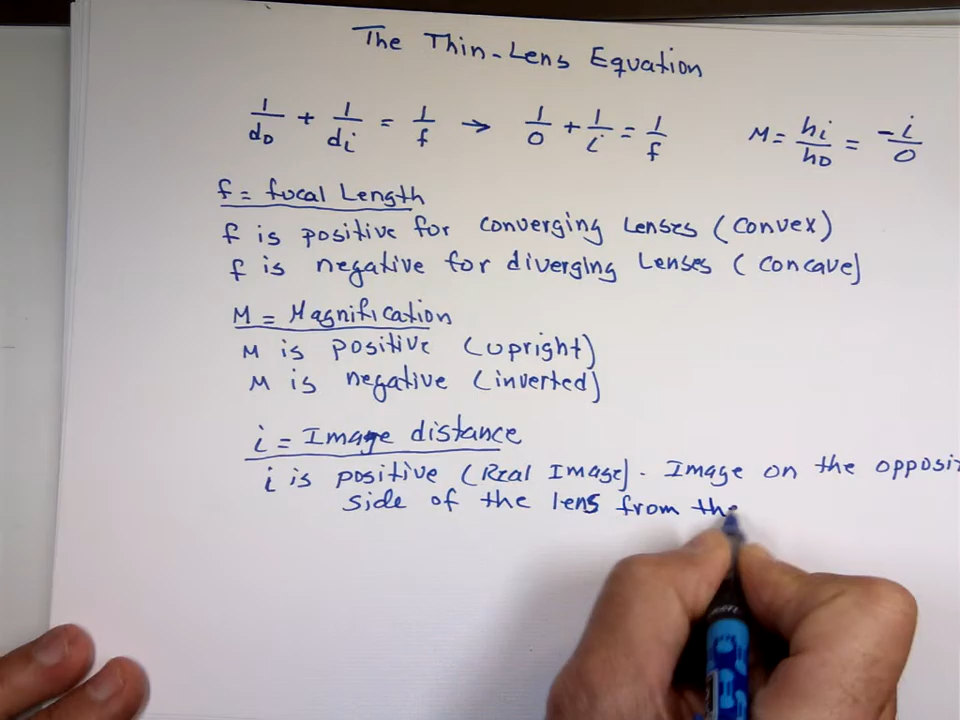 The Thin-Lens Equation
1/do + 1/di = 1/f → 1/o + 1/i = 1/f M = hi/ho = -i/o
f = focal Length
f is positive for converging Lenses (convex)
f is negative for diverging Lenses (concave)
M = Magnification
M is positive (upright)
M is negative (inverted)
i = Image distance
i is positive (Real Image). Image on the opposit
side of the lens from the